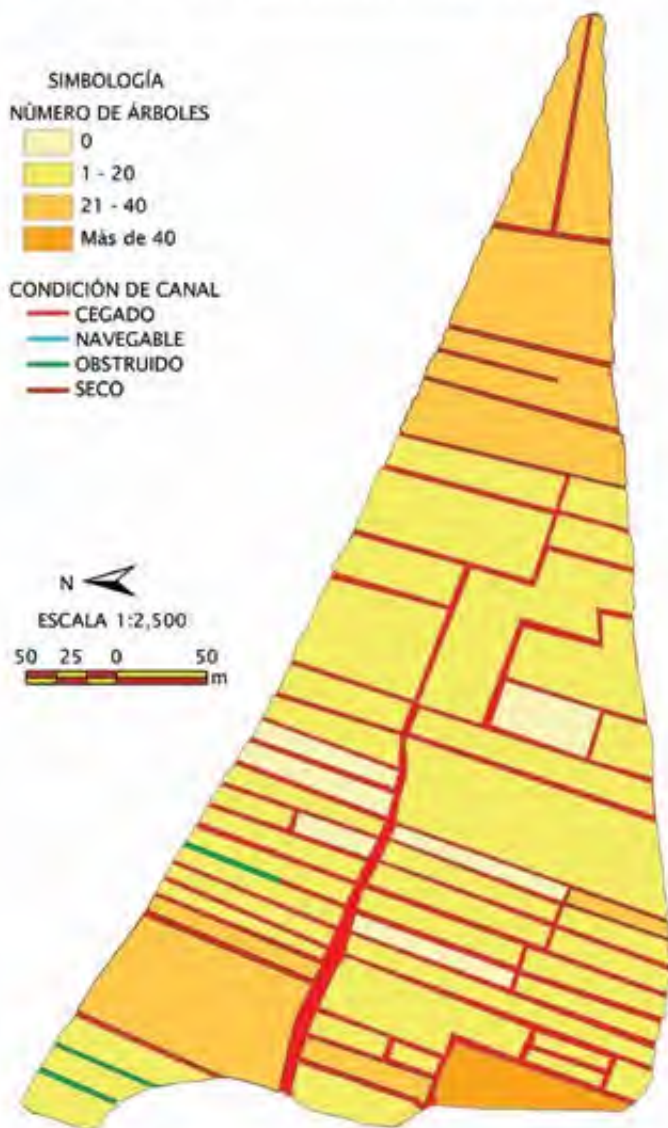 SIMBOLOGÍA
NÚMERO DE ÁRBOLES
0
1 - 20
21 - 40
Más de 40
CONDICIÓN DE CANAL
CEGADO
NAVEGABLE
OBSTRUIDO
SECO
N
ESCALA 1:2,500
50 25 0 50
m